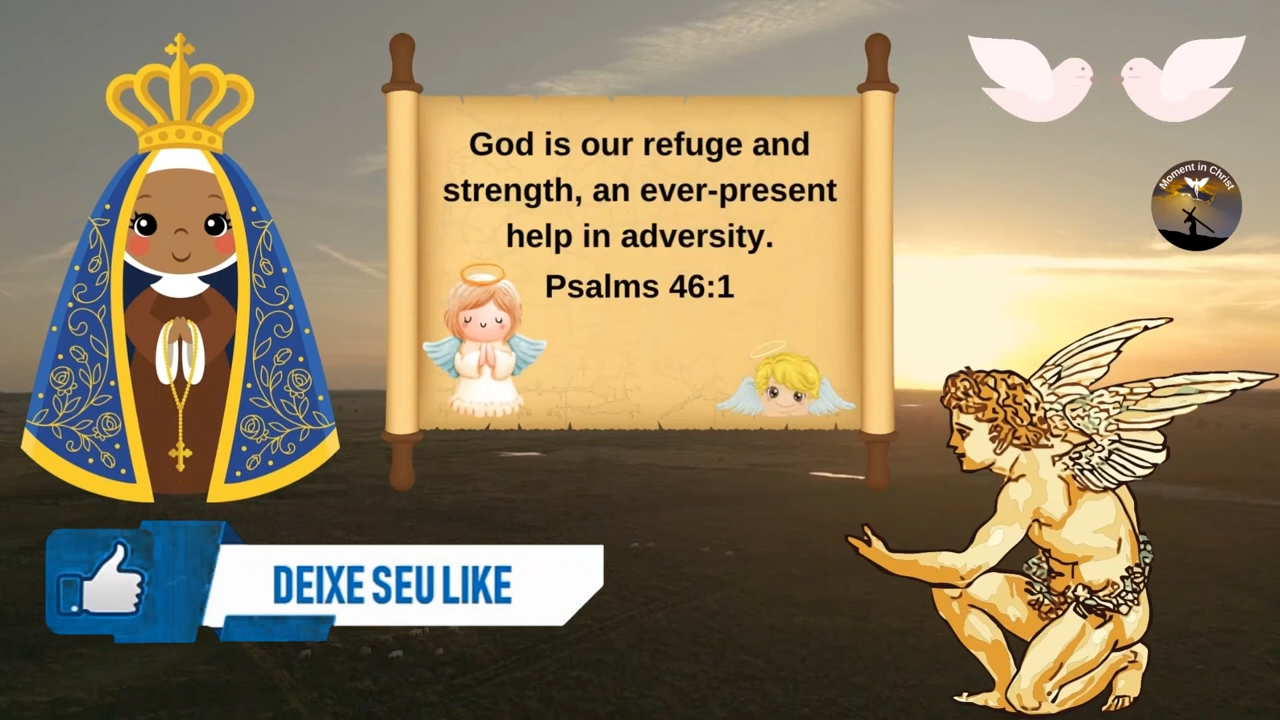 God is our refuge and
strength, an ever-present
help in adversity.
Psalms 46:1
Moment in Christ
DEIXE SEU LIKE